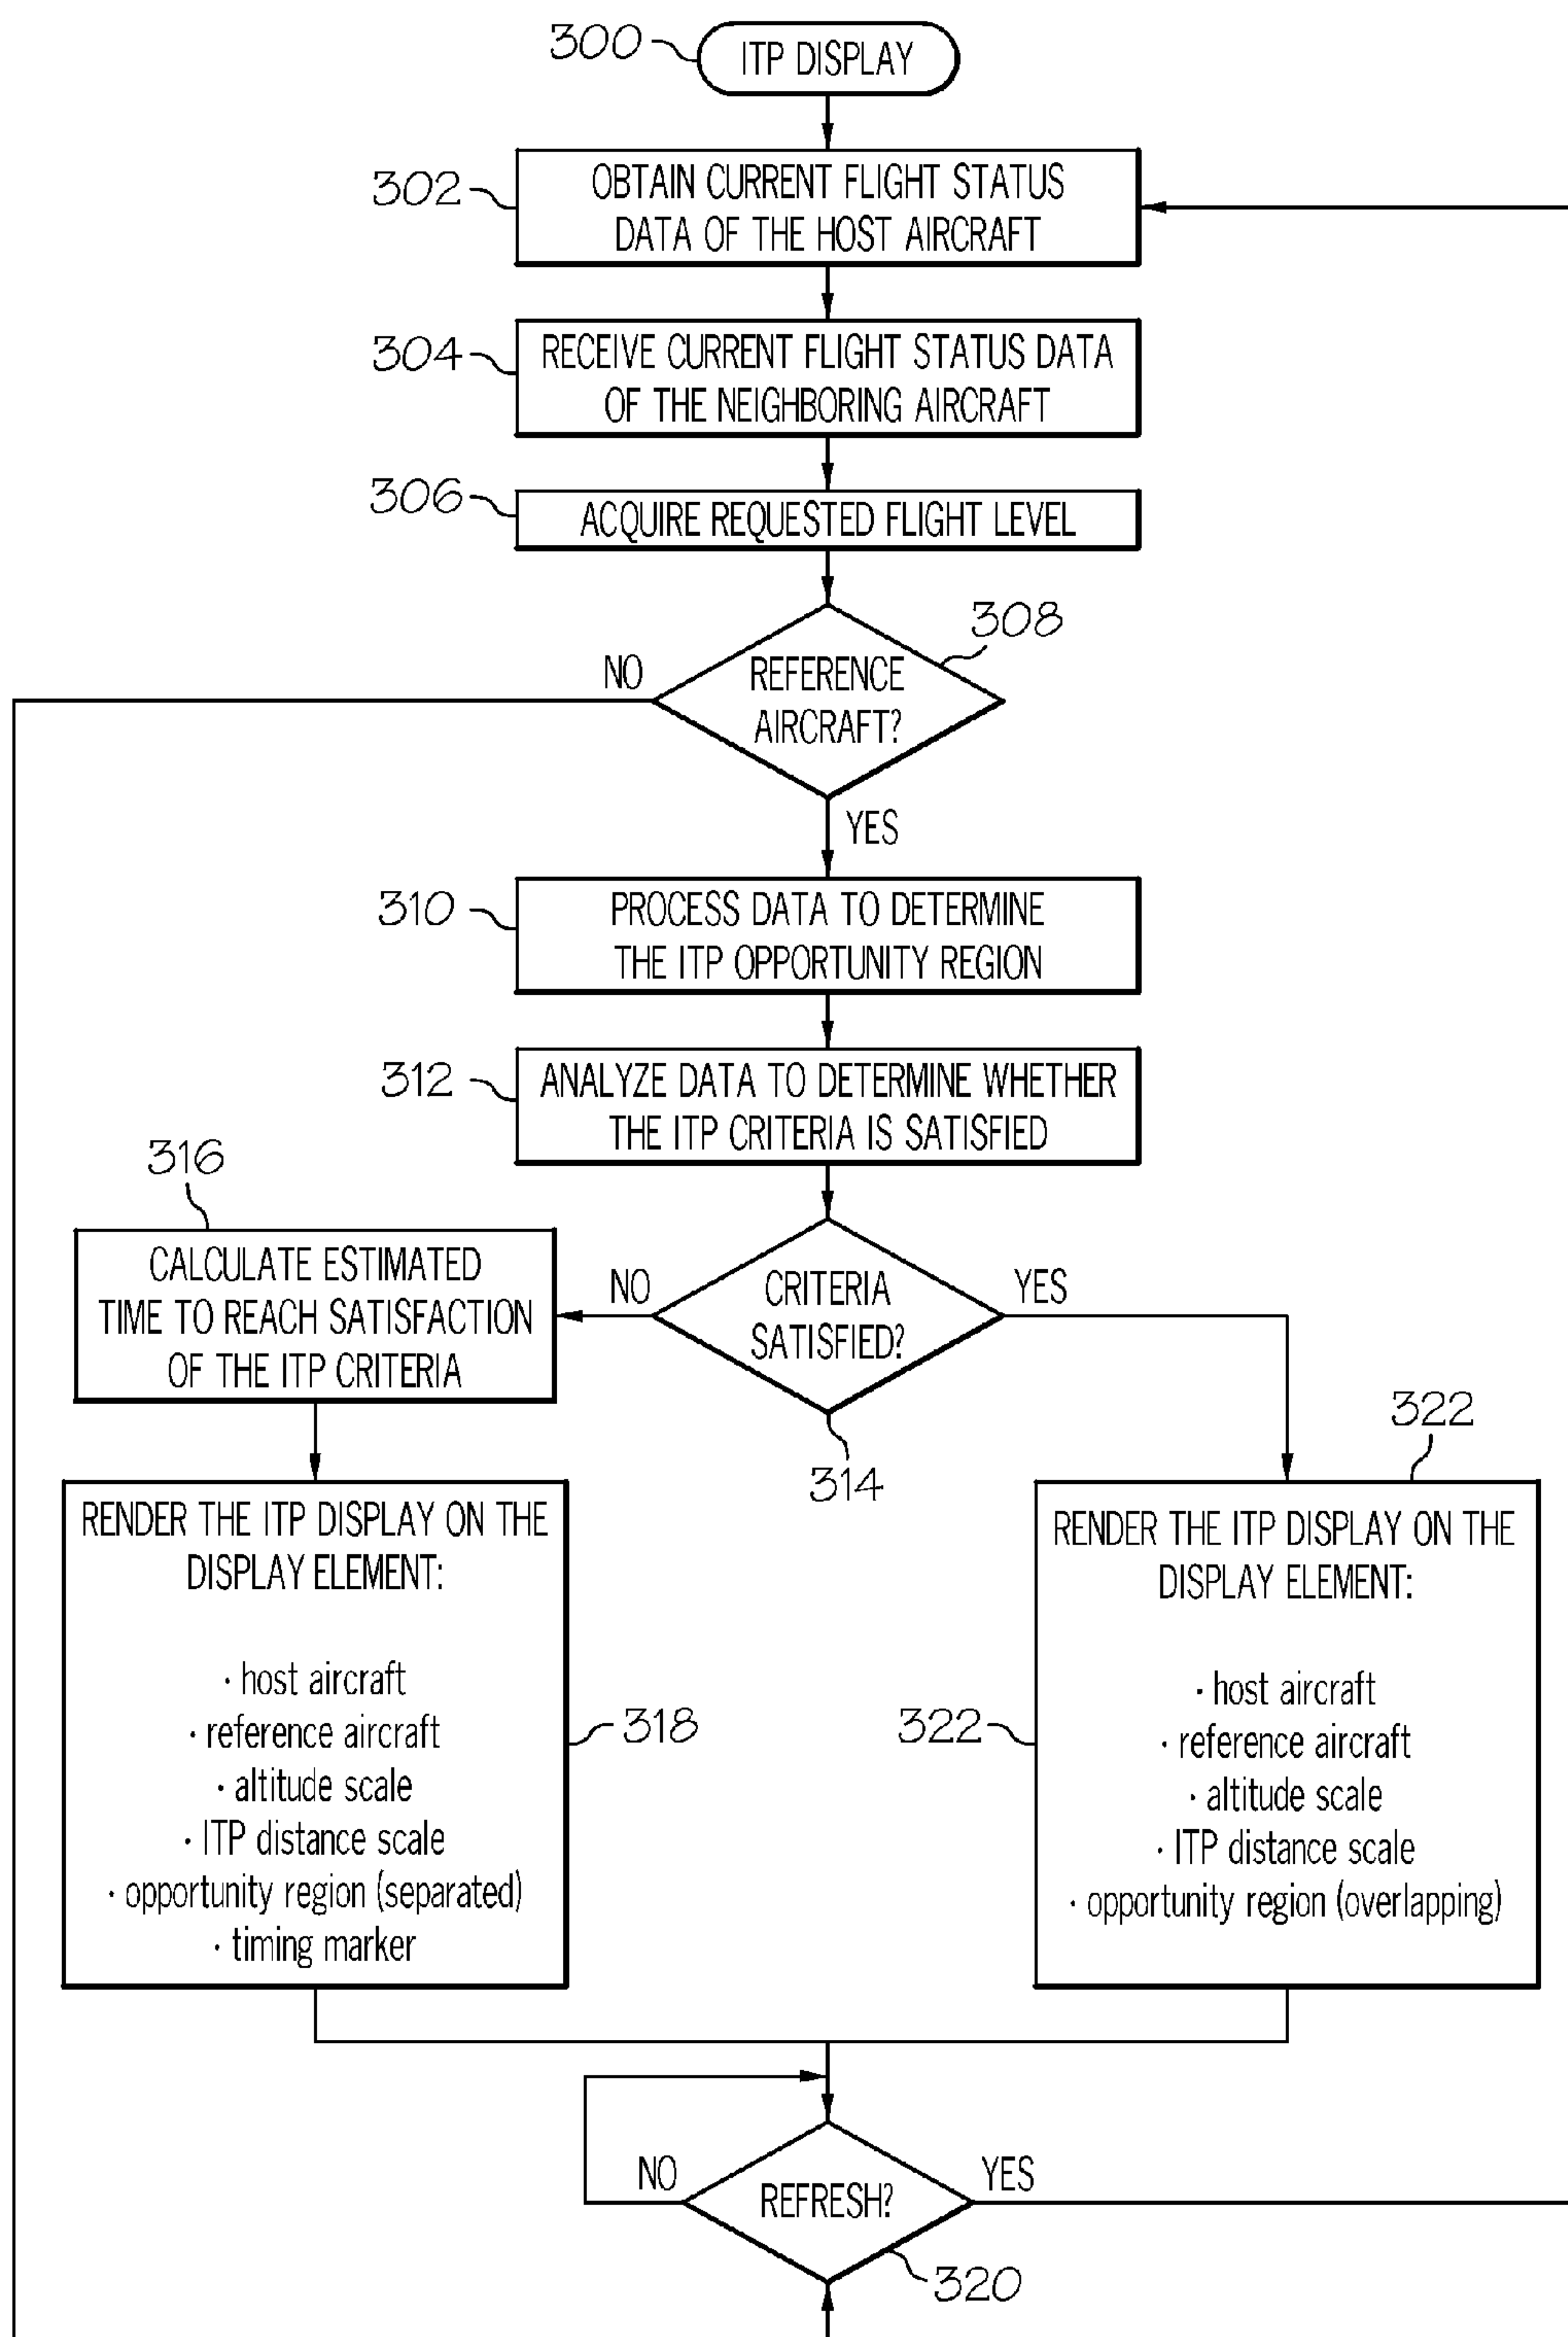 300
ITP DISPLAY
302
OBTAIN CURRENT FLIGHT STATUS
DATA OF THE HOST AIRCRAFT
304
RECEIVE CURRENT FLIGHT STATUS DATA
OF THE NEIGHBORING AIRCRAFT
306
ACQUIRE REQUESTED FLIGHT LEVEL
308
NO
REFERENCE
AIRCRAFT?
YES
310
PROCESS DATA TO DETERMINE
THE ITP OPPORTUNITY REGION
312
ANALYZE DATA TO DETERMINE WHETHER
THE ITP CRITERIA IS SATISFIED
316
CALCULATE ESTIMATED
TIME TO REACH SATISFACTION
OF THE ITP CRITERIA
NO
CRITERIA
SATISFIED?
YES
314
322
RENDER THE ITP DISPLAY ON THE
DISPLAY ELEMENT:
· host aircraft
· reference aircraft
· altitude scale
· ITP distance scale
· opportunity region (separated)
· timing marker
318
322
RENDER THE ITP DISPLAY ON THE
DISPLAY ELEMENT:
· host aircraft
· reference aircraft
· altitude scale
· ITP distance scale
· opportunity region (overlapping)
NO
REFRESH?
YES
320